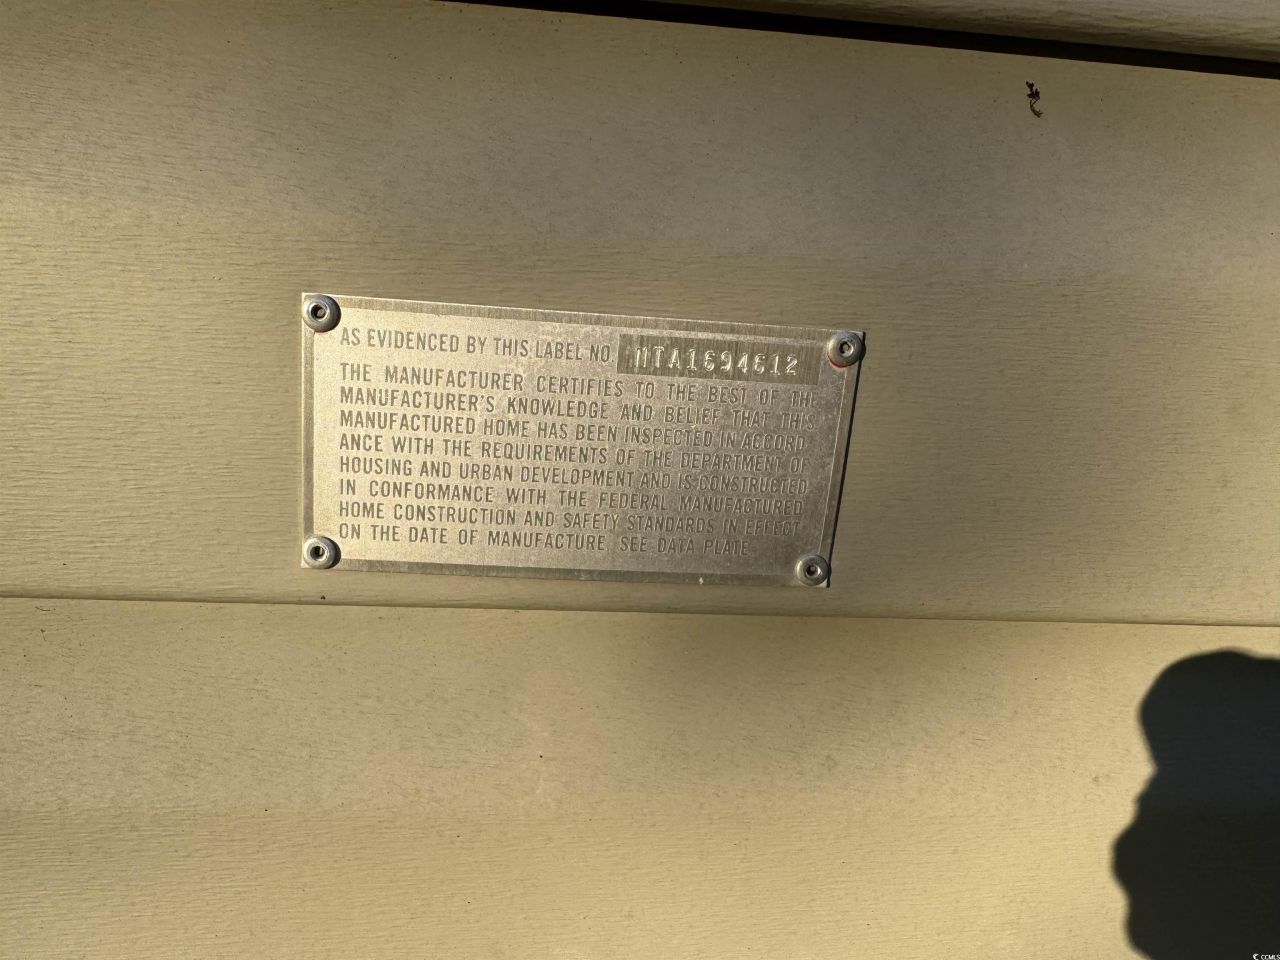 AS EVIDENCED BY THIS LABEL NO. NTA1694612
THE MANUFACTURER CERTIFIES TO THE BEST OF THE
MANUFACTURER'S KNOWLEDGE AND BELIEF THAT THIS
MANUFACTURED HOME HAS BEEN INSPECTED IN ACCORD
ANCE WITH THE REQUIREMENTS OF THE DEPARTMENT OF
HOUSING AND URBAN DEVELOPMENT AND IS CONSTRUCTED
IN CONFORMANCE WITH THE FEDERAL MANUFACTURED
HOME CONSTRUCTION AND SAFETY STANDARDS IN EFFECT
ON THE DATE OF MANUFACTURE SEE DATA PLATE.
CCMLS